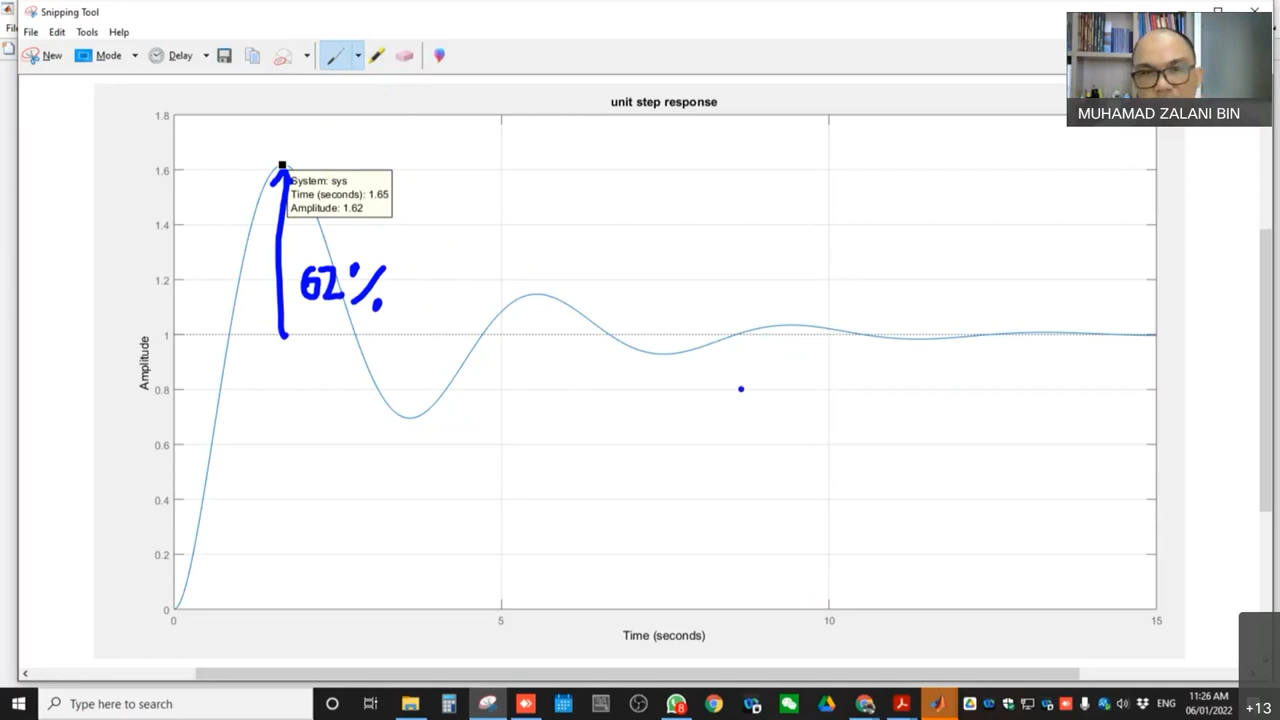 Snipping Tool
File Edit Tools Help
New Mode Delay
MUHAMAD ZALANI BIN
unit step response
1.8
1.6
1.4
1.2
1
0.8
0.6
0.4
0.2
0
Amplitude
System: sys
Time (seconds): 1.65
Amplitude: 1.62
62%
0 5 10 15
Time (seconds)
Type here to search
8
ENG
11:26 AM
06/01/2022
+13